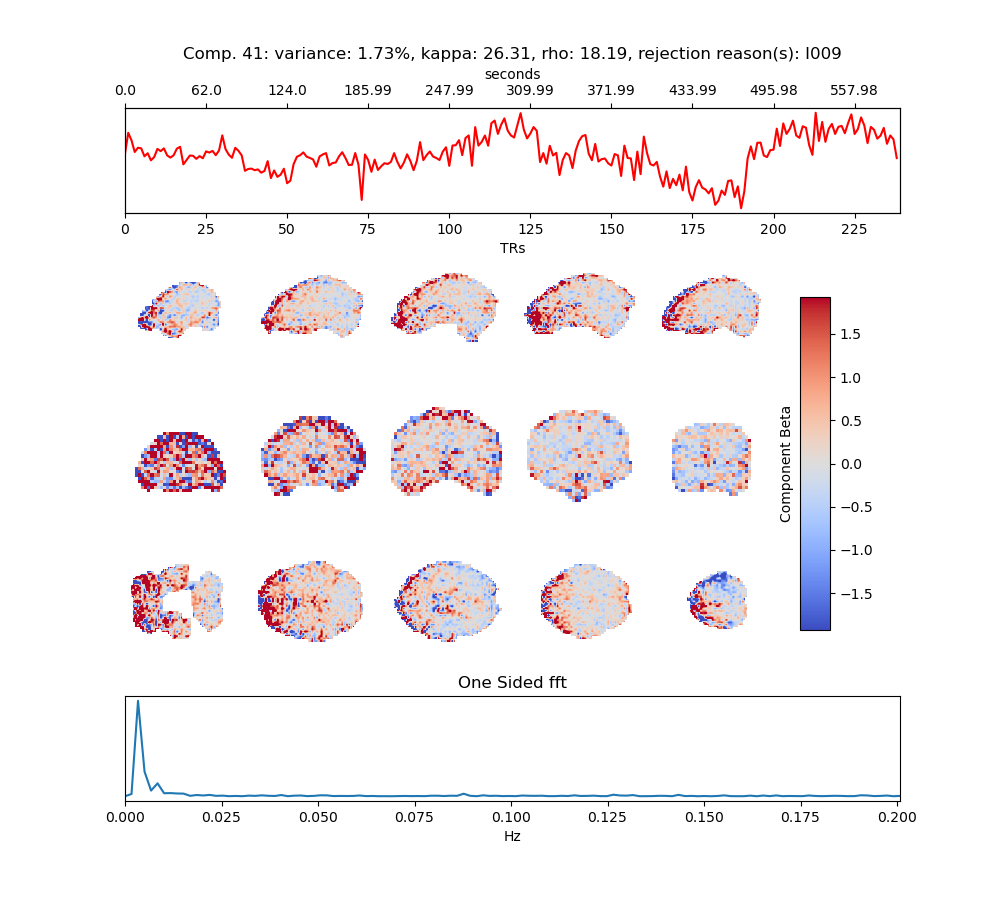 Comp. 41: variance: 1.73%, kappa: 26.31, rho: 18.19, rejection reason(s): I009
seconds
0.0 62.0 124.0 185.99 247.99 309.99 371.99 433.99 495.98 557.98
0 25 50 75 100 125 150 175 200 225
TRs
1.5
1.0
0.5
0.0
−0.5
−1.0
−1.5
Component Beta
One Sided fft
0.000 0.025 0.050 0.075 0.100 0.125 0.150 0.175 0.200
Hz